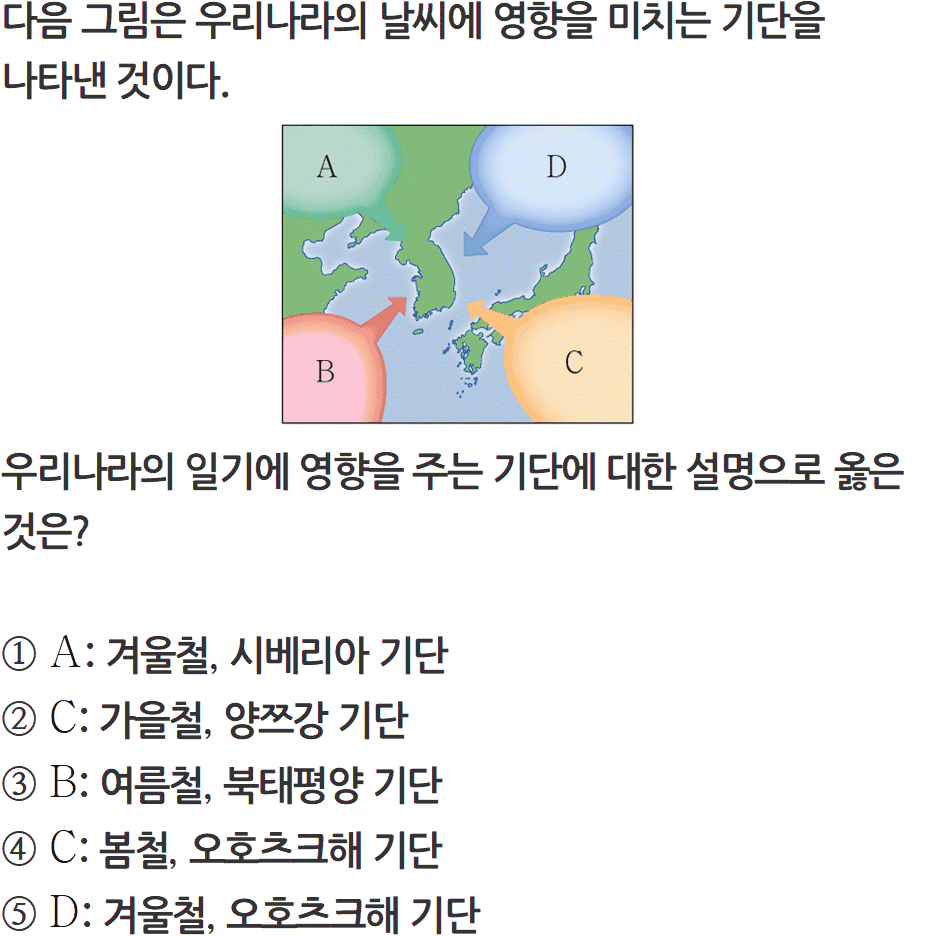 다음 그림은 우리나라의 날씨에 영향을 미치는 기단을
나타낸 것이다.
A
D
B
C
우리나라의 일기에 영향을 주는 기단에 대한 설명으로 옳은
것은?
① A: 겨울철, 시베리아 기단
② C: 가을철, 양쯔강 기단
③ B: 여름철, 북태평양 기단
④ C: 봄철, 오호츠크해 기단
⑤ D: 겨울철, 오호츠크해 기단